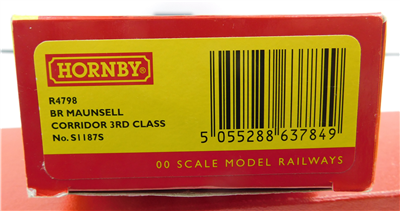 HORNBY
R4798
BR MAUNSELL
CORRIDOR 3RD CLASS
No. S1187S
5 055288 637849
00 SCALE MODEL RAILWAYS